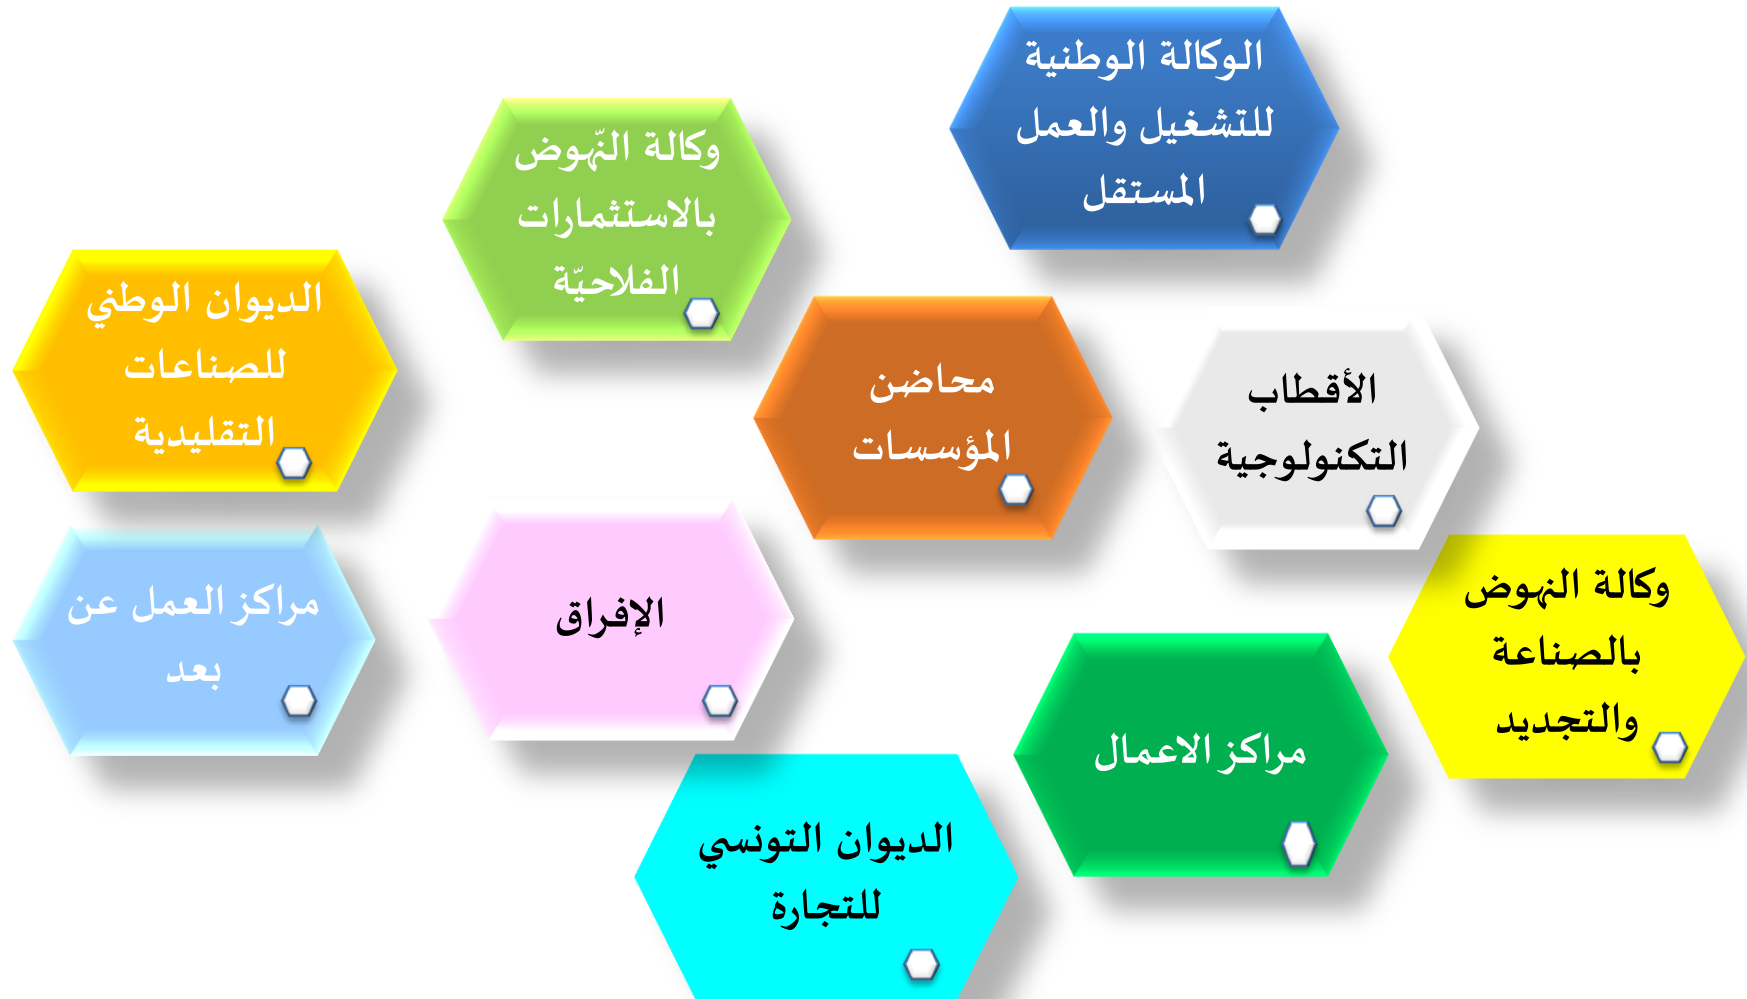 الوكالة الوطنية
للتشغيل والعمل
المستقل
وكالة النّهوض
بالاستثمارات
الفلاحيّة
الديوان الوطني
للصناعات
التقليدية
محاضن
المؤسسات
الأقطاب
التكنولوجية
وكالة النهوض
بالصناعة
والتجديد
الإفراق
مراكز العمل عن
بعد
مراكز الاعمال
الديوان التونسي
للتجارة